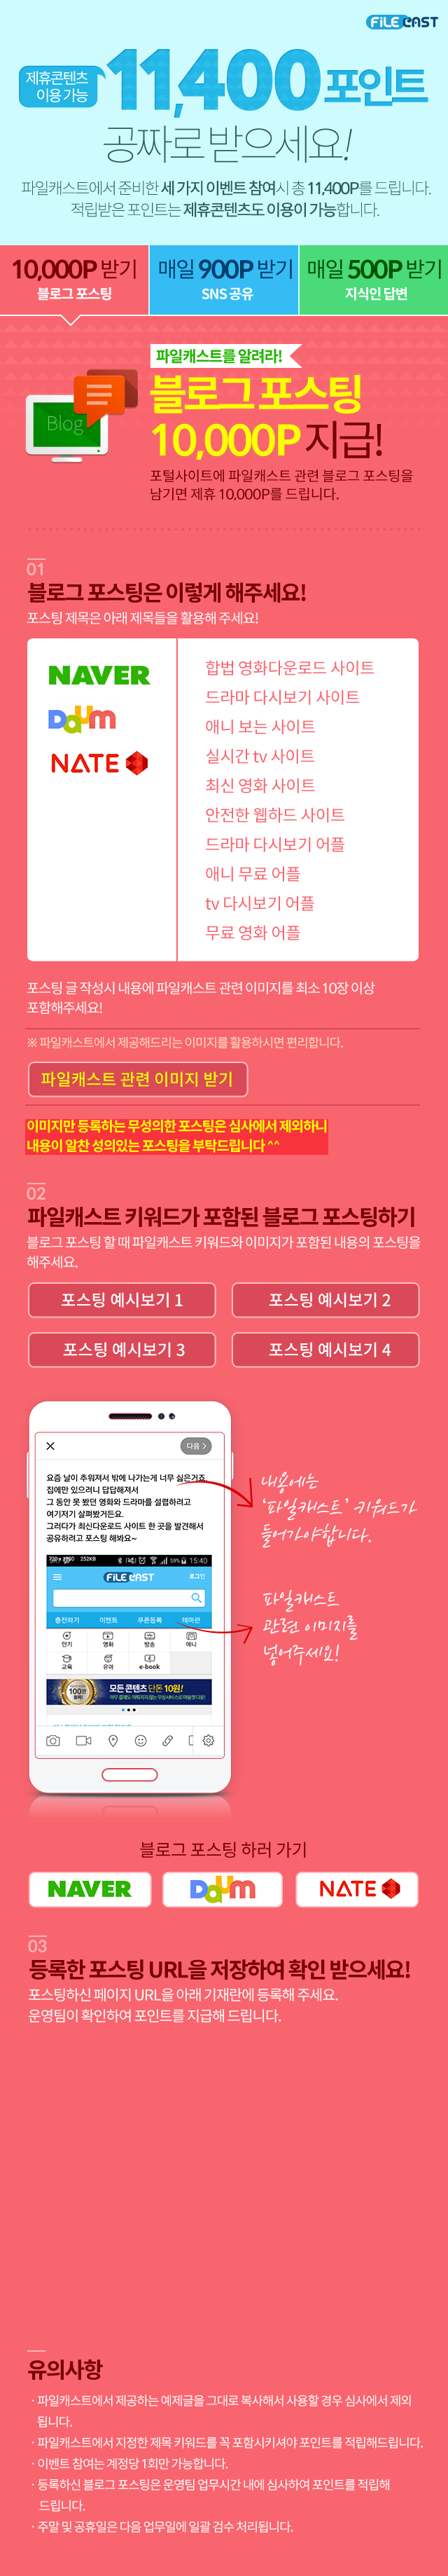 FiLECAST
제휴콘텐츠
이용 가능
11,400 포인트
공짜로 받으세요!
파일캐스트에서 준비한 세 가지 이벤트 참여시 총 11,400P를 드립니다.
적립받은 포인트는 제휴콘텐츠도 이용이 가능합니다.
10,000P 받기
블로그 포스팅
매일 900P 받기
SNS 공유
매일 500P 받기
지식인 답변
파일캐스트를 알려라!
Blog
블로그 포스팅
10,000P 지급!
포털사이트에 파일캐스트 관련 블로그 포스팅을
남기면 제휴 10,000P를 드립니다.
01
블로그 포스팅은 이렇게 해주세요!
포스팅 제목은 아래 제목들을 활용해 주세요!
NAVER
Daum
NATE
합법 영화다운로드 사이트
드라마 다시보기 사이트
애니 보는 사이트
실시간 tv 사이트
최신 영화 사이트
안전한 웹하드 사이트
드라마 다시보기 어플
애니 무료 어플
tv 다시보기 어플
무료 영화 어플
포스팅 글 작성시 내용에 파일캐스트 관련 이미지를 최소 10장 이상
포함해주세요!
※ 파일캐스트에서 제공해드리는 이미지를 활용하시면 편리합니다.
파일캐스트 관련 이미지 받기
이미지만 등록하는 무성의한 포스팅은 심사에서 제외하니
내용이 알찬 성의있는 포스팅을 부탁드립니다 ^^
02
파일캐스트 키워드가 포함된 블로그 포스팅하기
블로그 포스팅 할 때 파일캐스트 키워드와 이미지가 포함된 내용의 포스팅을
해주세요.
포스팅 예시보기 1
포스팅 예시보기 2
포스팅 예시보기 3
포스팅 예시보기 4
다음 >
요즘 날이 추워져서 밖에 나가는게 너무 싫은거죠.
집에만 있으려니 답답해져서
그 동안 못 봤던 영화와 드라마를 설렵하려고
여기저기 살펴봤거든요.
그러다가 최신다운로드 사이트 한 곳을 발견해서
공유하려고 포스팅 해봐요~
내용에는
'파일캐스트' 키워드가
들어가야합니다.
252KB
59% 15:40
FiLECAST
로그인
충전하기 이벤트 쿠폰등록 테마관
인기 영화 방송 애니
교육 유아 e-book
100만
돌파!
모든 콘텐츠 단돈 10원!
파일캐스트
관련 이미지를
넣어주세요!
블로그 포스팅 하러 가기
NAVER
Daum
NATE
03
등록한 포스팅 URL을 저장하여 확인 받으세요!
포스팅하신 페이지 URL을 아래 기재란에 등록해 주세요.
운영팀이 확인하여 포인트를 지급해 드립니다.
유의사항
· 파일캐스트에서 제공하는 예제글을 그대로 복사해서 사용할 경우 심사에서 제외
됩니다.
· 파일캐스트에서 지정한 제목 키워드를 꼭 포함시키셔야 포인트를 적립해드립니다.
· 이벤트 참여는 계정당 1회만 가능합니다.
· 등록하신 블로그 포스팅은 운영팀 업무시간 내에 심사하여 포인트를 적립해
드립니다.
· 주말 및 공휴일은 다음 업무일에 일괄 검수 처리됩니다.